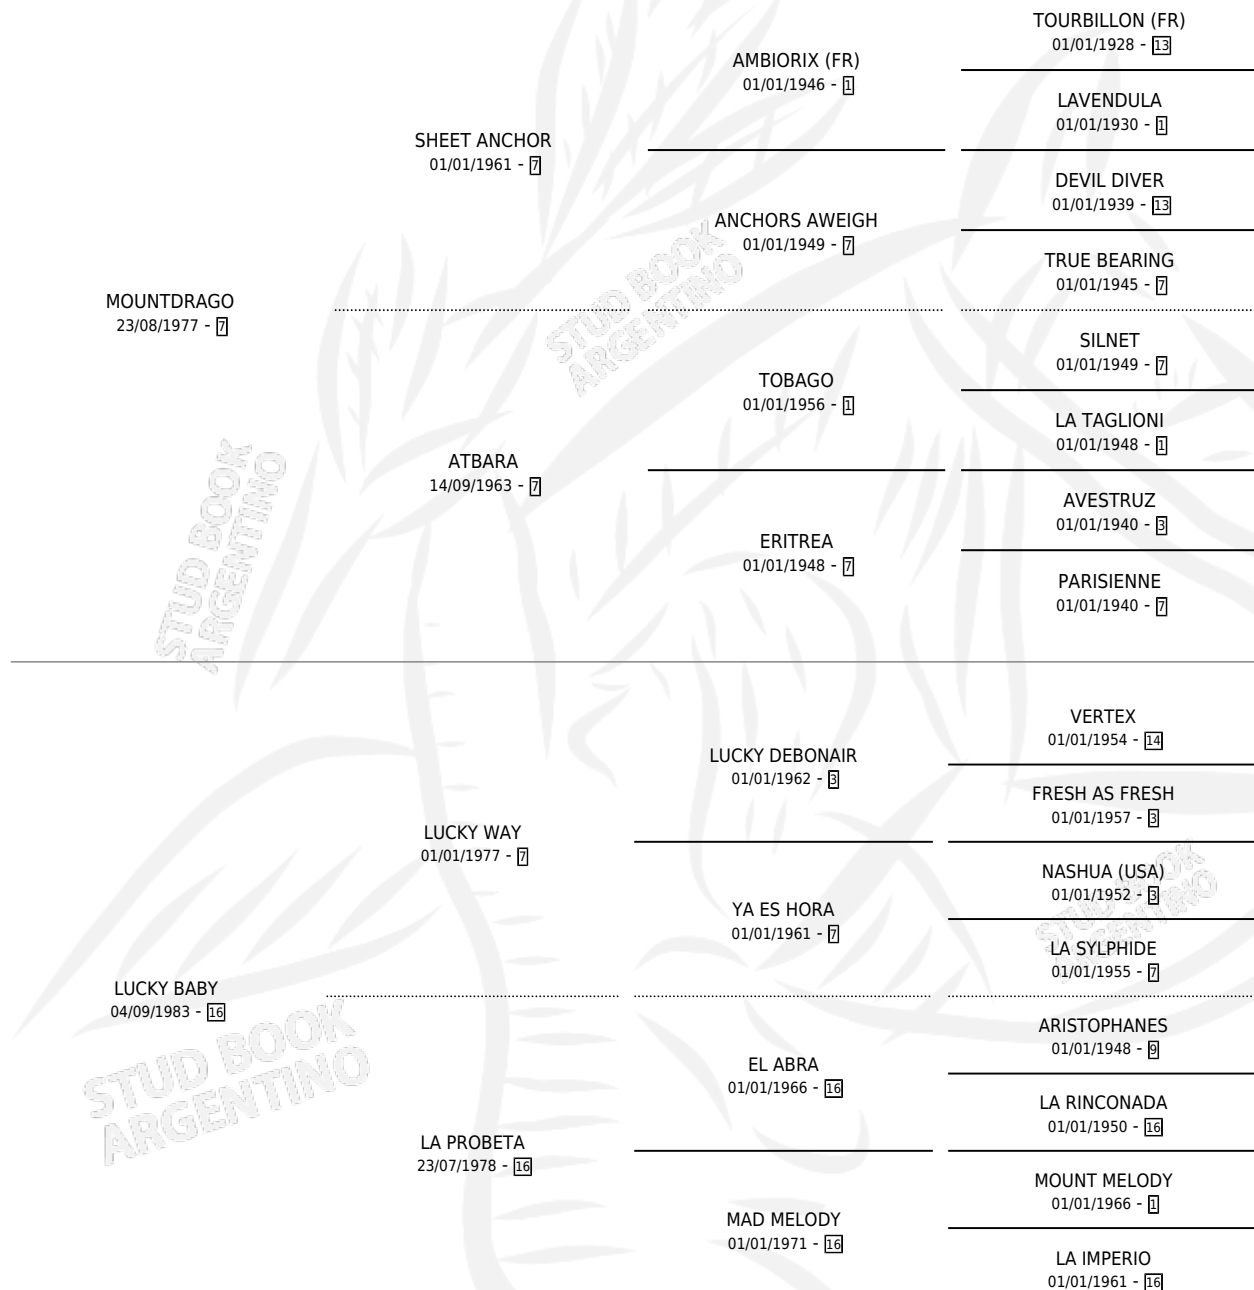 TOURBILLON (FR)
01/01/1928 - 13
AMBIORIX (FR)
01/01/1946 - 1
LAVENDULA
01/01/1930 - 1
SHEET ANCHOR
01/01/1961 - 7
DEVIL DIVER
01/01/1939 - 13
ANCHORS AWEIGH
01/01/1949 - 7
TRUE BEARING
01/01/1945 - 7
MOUNTDRAGO
23/08/1977 - 7
SILNET
01/01/1949 - 7
TOBAGO
01/01/1956 - 1
LA TAGLIONI
01/01/1948 - 1
ATBARA
14/09/1963 - 7
AVESTRUZ
01/01/1940 - 3
ERITREA
01/01/1948 - 7
PARISIENNE
01/01/1940 - 7
VERTEX
01/01/1954 - 14
LUCKY DEBONAIR
01/01/1962 - 3
FRESH AS FRESH
01/01/1957 - 3
LUCKY WAY
01/01/1977 - 7
NASHUA (USA)
01/01/1952 - 3
YA ES HORA
01/01/1961 - 7
LA SYLPHIDE
01/01/1955 - 7
LUCKY BABY
04/09/1983 - 16
ARISTOPHANES
01/01/1948 - 9
EL ABRA
01/01/1966 - 16
LA RINCONADA
01/01/1950 - 16
LA PROBETA
23/07/1978 - 16
MOUNT MELODY
01/01/1966 - 1
MAD MELODY
01/01/1971 - 16
LA IMPERIO
01/01/1961 - 16
STUD BOOK
ARGENTINO
STUD BOOK
ARGENTINO
STUD BOOK
ARGENTINO
STUD BOOK
ARGENTINO